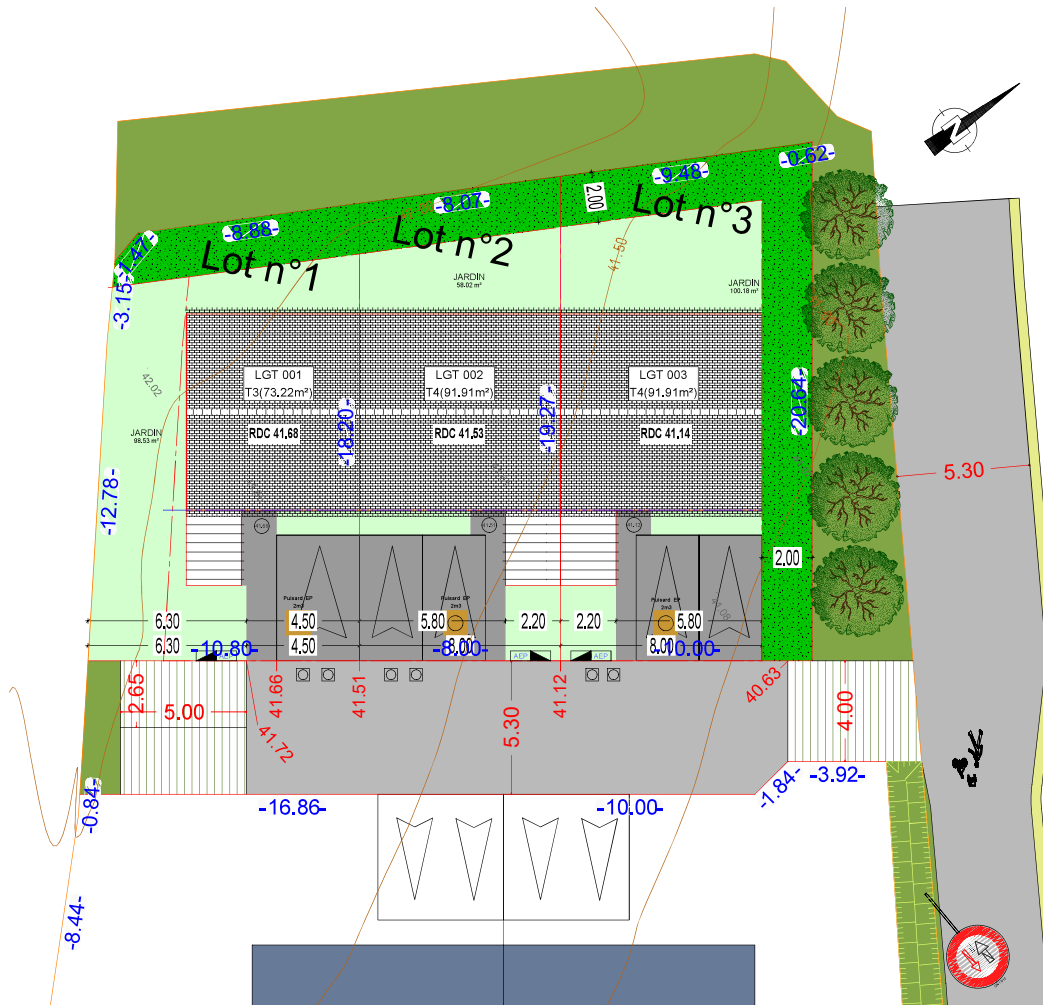 N
-0.62-
-9.48-
2.00
-8.07-
-8.88-
-1.47-
-3.15-
Lot n°1
Lot n°2
Lot n°3
41.50
JARDIN
58.02 m²
JARDIN
100.18 m²
42.02
LGT 001
T3(73.22m²)
LGT 002
T4(91.91m²)
LGT 003
T4(91.91m²)
JARDIN
98.53 m²
RDC 41.68
RDC 41.53
RDC 41.14
-18.20-
-19.27-
-20.64-
5.30
-12.78-
2.00
Puisard EP
2m3
Puisard EP
2m3
Puisard EP
2m3
41.08
6.30
4.50
5.80
2.20
2.20
5.80
6.30
-10.80-
4.50
8.00
-8.00-
8.00
-10.00-
AEP
AEP
2.65
5.00
41.66
41.51
41.12
40.63
41.72
5.30
4.00
-0.84-
-16.86-
-10.00-
-1.84-
-3.92-
-8.44-